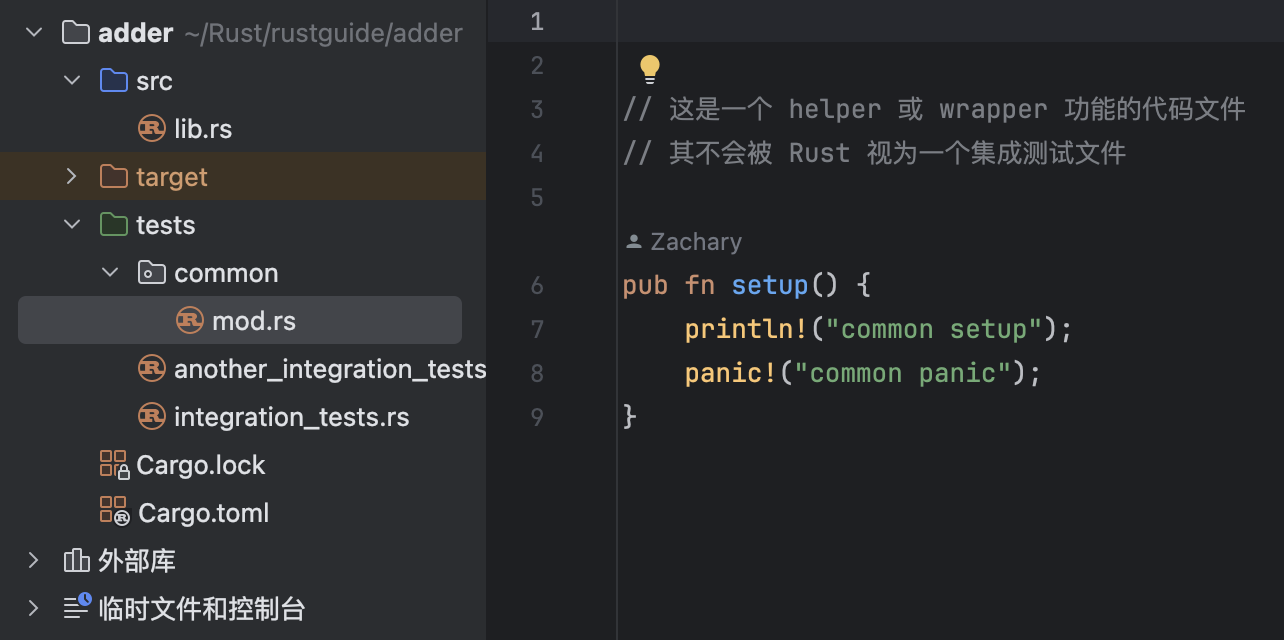 adder ~/Rust/rustguide/adder
src
lib.rs
target
tests
common
mod.rs
another_integration_tests
integration_tests.rs
Cargo.lock
Cargo.toml
外部库
临时文件和控制台
1
2
3 // 这是一个 helper 或 wrapper 功能的代码文件
4 // 其不会被 Rust 视为一个集成测试文件
5
Zachary
6 pub fn setup() {
7 println!("common setup");
8 panic!("common panic");
9 }